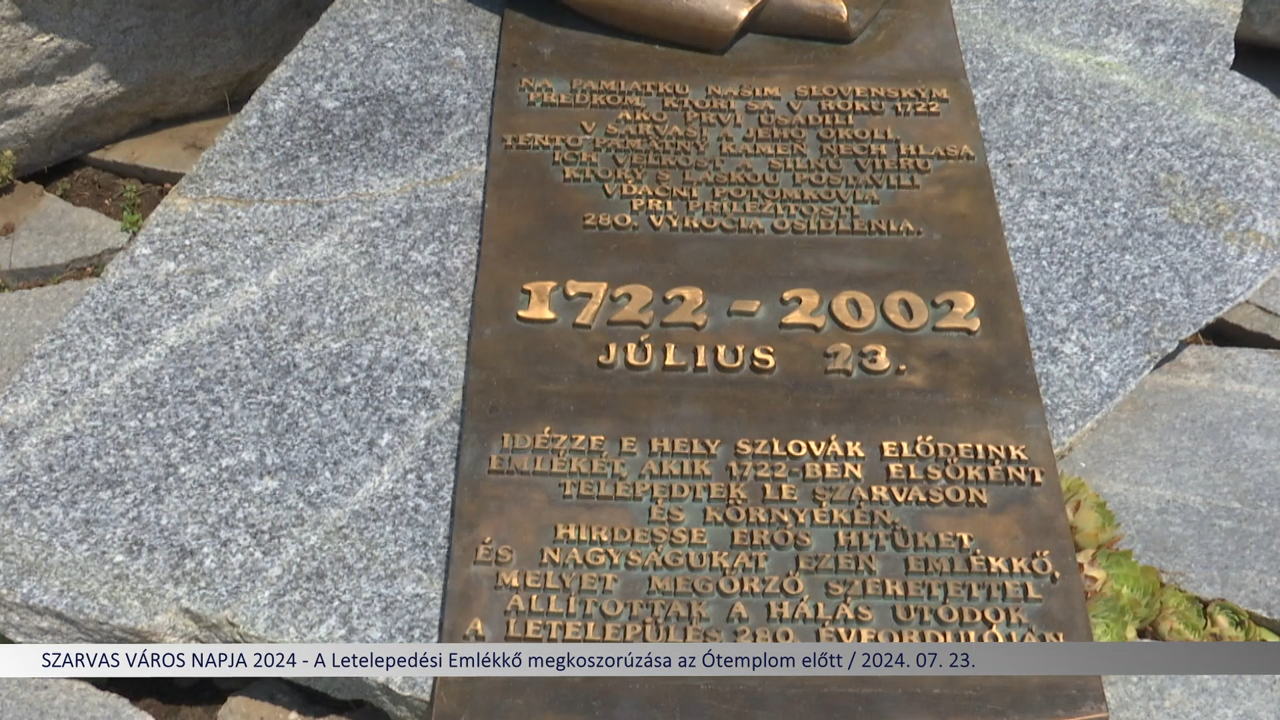 NA PAMIATKU NAŠIM SLOVENSKÝM
PREDKOM, KTORÍ SA V ROKU 1722
AKO PRVÍ USADILI
V SARVAŠI A JEHO OKOLÍ.
TENTO PAMÄTNÝ KAMEŇ NECH HLÁSA
ICH VEĽKOSŤ A SILNÚ VIERU
KTORÝ S LÁSKOU POSTAVILI
VĎAČNÍ POTOMKOVIA
PRI PRÍLEŽITOSTI
280. VÝROČIA OSÍDLENIA.
1722-2002
JÚLIUS 23.
IDÉZZE E HELY SZLOVÁK ELŐDEINK
EMLÉKÉT, AKIK 1722-BEN ELSŐKÉNT
TELEPEDTEK LE SZARVASON
ÉS KÖRNYÉKÉN.
HIRDESSE ERŐS HITÜKET
ÉS NAGYSÁGUKAT EZEN EMLÉKKŐ,
MELYET MEGŐRZŐ SZERETETTEL
ÁLLÍTOTTAK A HÁLÁS UTÓDOK
A LETELEPÜLÉS 280. ÉVFORDULÓJÁN
SZARVAS VÁROS NAPJA 2024 - A Letelepedési Emlékkő megkoszorúzása az Ótemplom előtt / 2024. 07. 23.